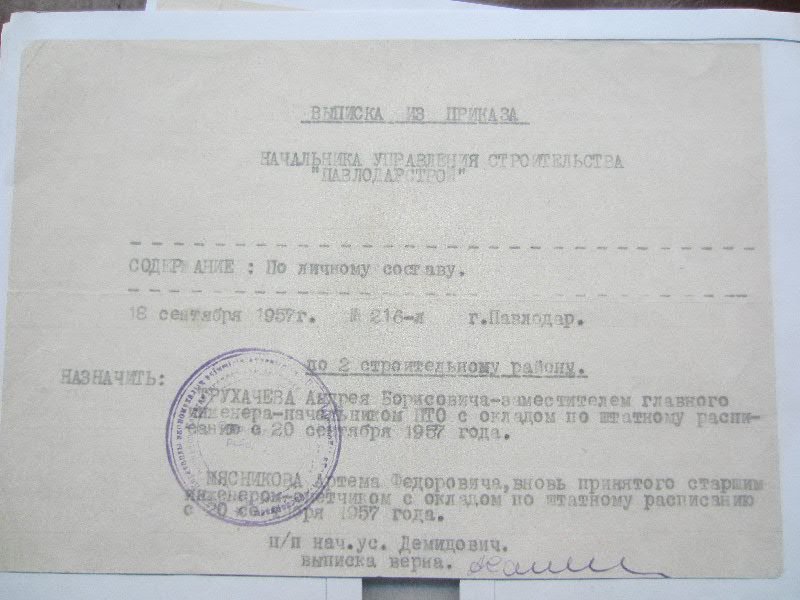 ВЫПИСКА ИЗ ПРИКАЗА
НАЧАЛЬНИКА УПРАВЛЕНИЯ СТРОИТЕЛЬСТВА
"ПАВЛОДАРСТРОЙ"
СОДЕРЖАНИЕ : По личному составу.
18 сентября 1957г. № 216-л г.Павлодар.
по 2 строительному району.
НАЗНАЧИТЬ:
ТРУХАЧЕВА Андрея Борисовича-заместителем главного
инженера-начальником ПТО с окладом по штатному распи-
санию с 20 сентября 1957 года.
МЯСНИКОВА Артема Федоровича,вновь принятого старшим
инженером-сметчиком с окладом по штатному расписанию
с 20 сентября 1957 года.
п/п нач.ус. Демидович.
выписка верна.